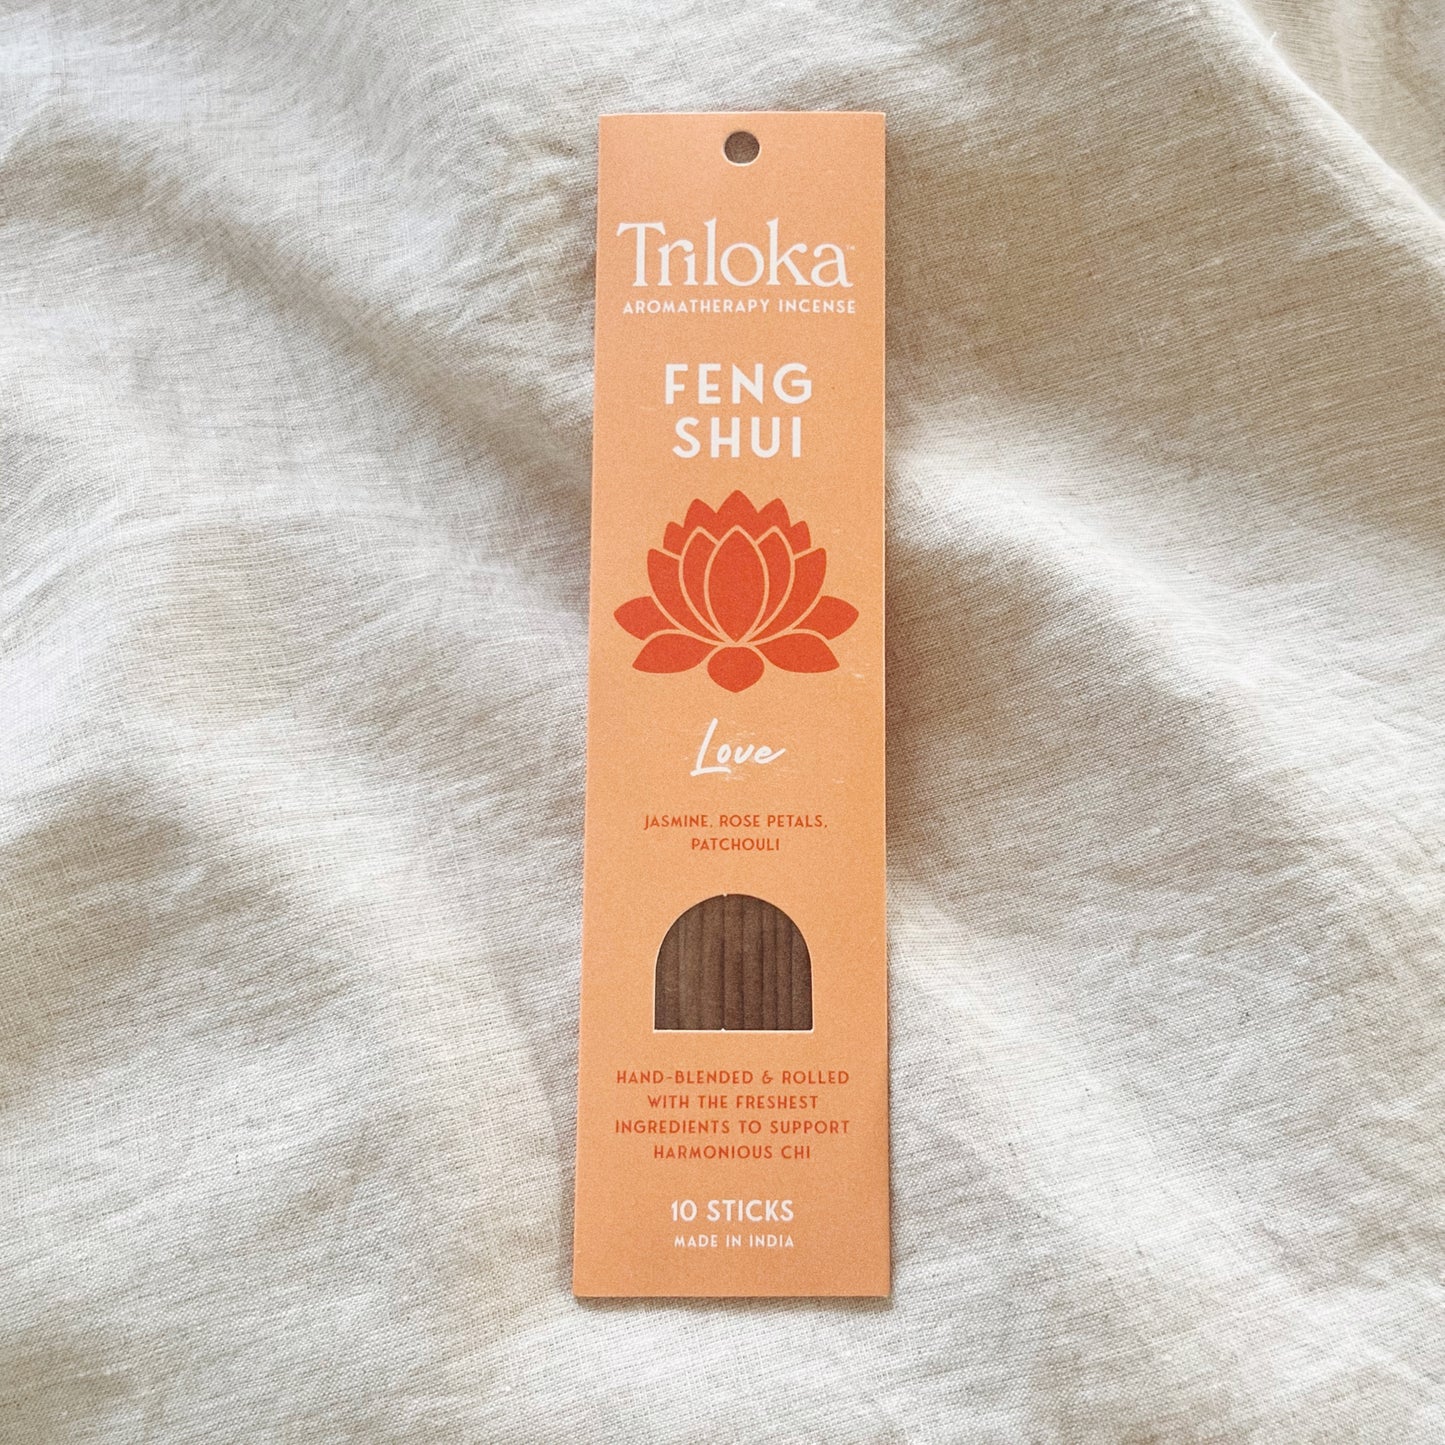 Triloka™
AROMATHERAPY INCENSE
FENG
SHUI
Love
JASMINE, ROSE PETALS,
PATCHOULI
HAND-BLENDED & ROLLED
WITH THE FRESHEST
INGREDIENTS TO SUPPORT
HARMONIOUS CHI
10 STICKS
MADE IN INDIA